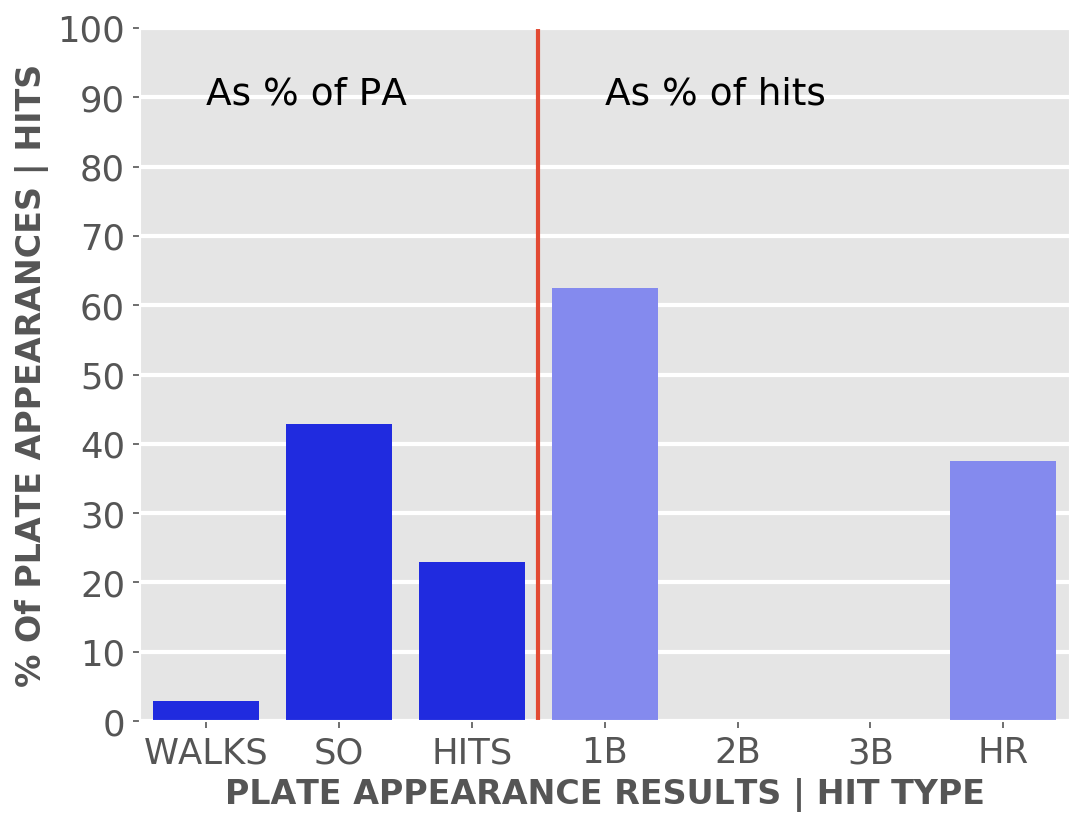 % Of PLATE APPEARANCES | HITS
100
90
80
70
60
50
40
30
20
10
0
As % of PA
As % of hits
WALKS SO HITS 1B 2B 3B HR
PLATE APPEARANCE RESULTS | HIT TYPE